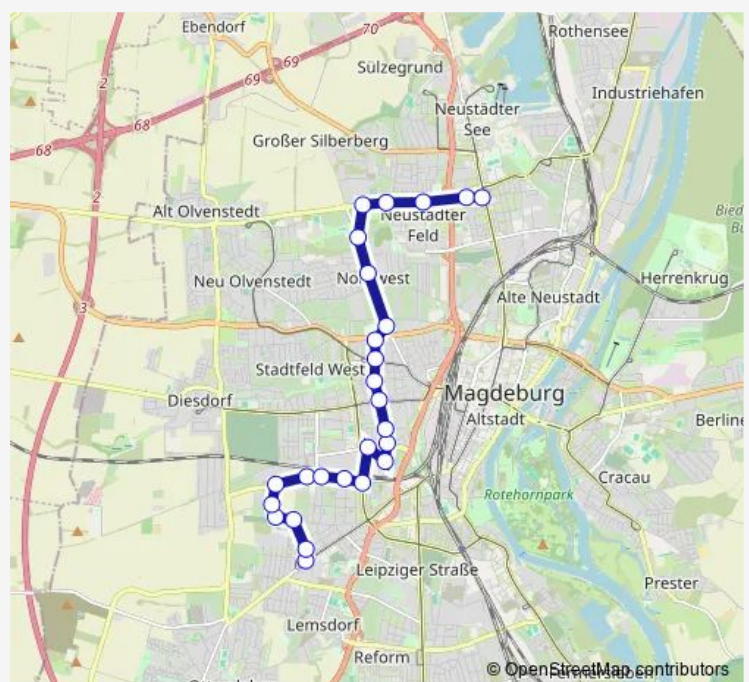 Ebendorf
Rothensee
70
2
69
69
Sülzegrund
Industriehafen
Neustädter
See
68
68
Großer Silberberg
2
Alt Olvenstedt
Neustädter
Feld
Neu Olvenstedt
Herrenkrug
Alte Neustadt
3
Stadtfeld West
Magdeburg
Diesdorf
Altstadt
Berline
Cracau
Rotehornpark
Leipziger Straße
Prester
Lemsdorf
Reform
© OpenStreetMap contributors